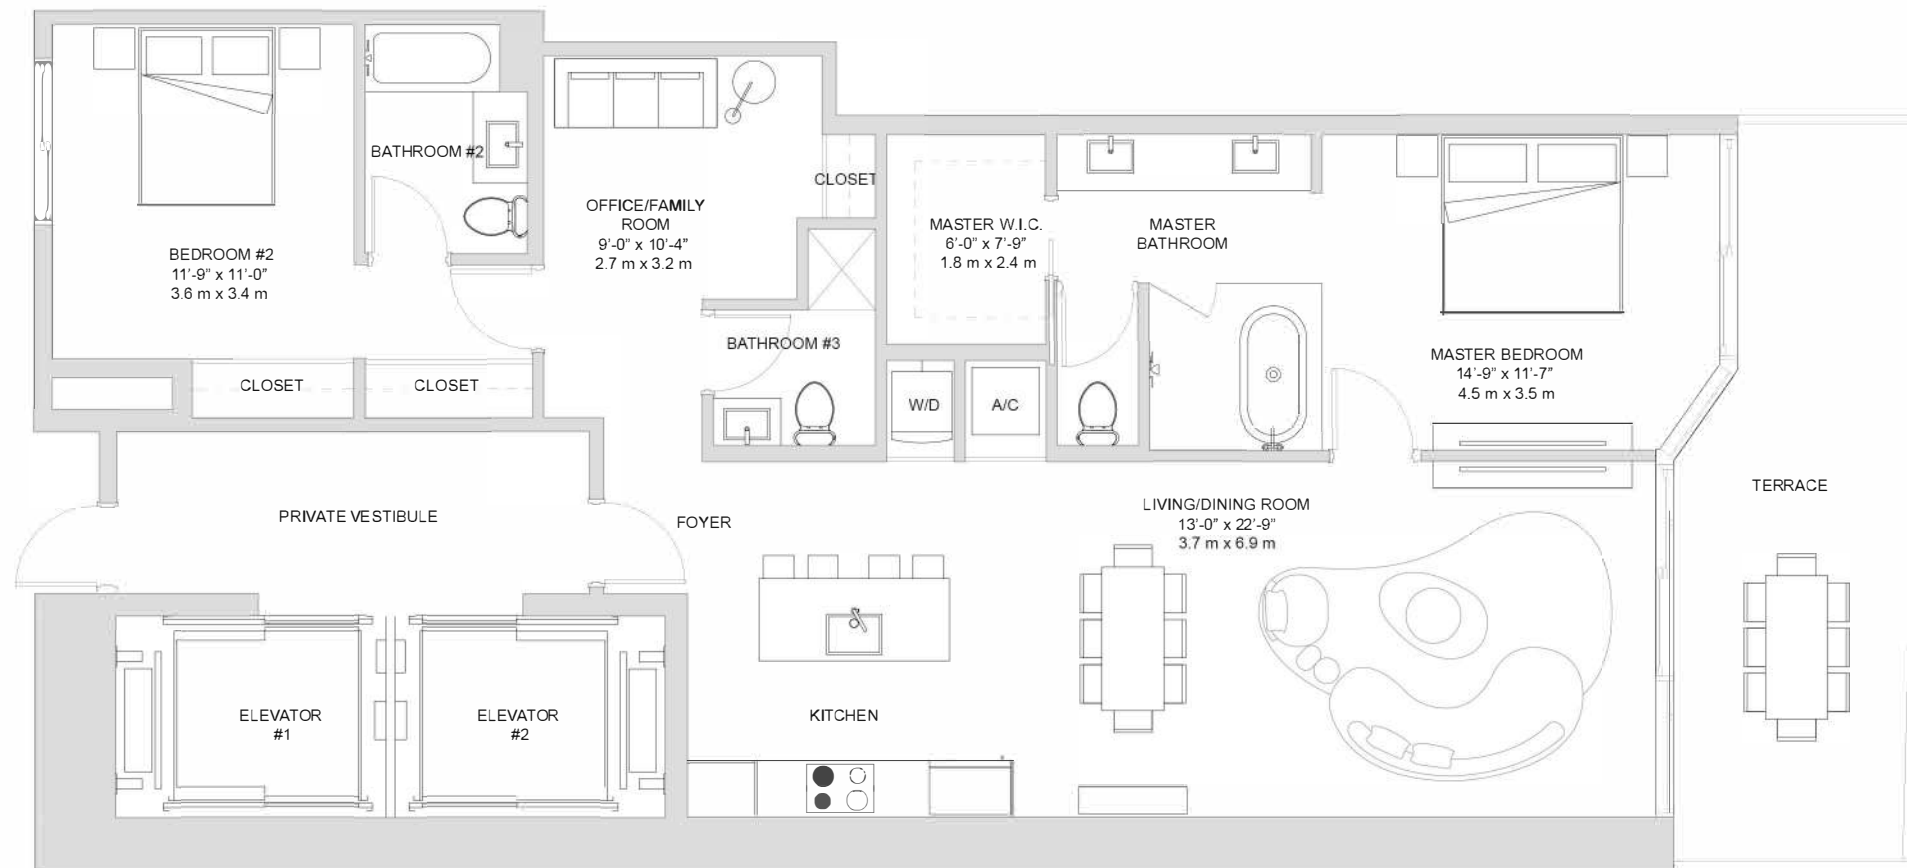 BATHROOM #2
CLOSET
OFFICE/FAMILY
ROOM
9'-0" x 10'-4"
2.7 m x 3.2 m
MASTER W.I.C.
6'-0" x 7'-9"
1.8 m x 2.4 m
MASTER
BATHROOM
BEDROOM #2
11'-9" x 11'-0"
3.6 m x 3.4 m
BATHROOM #3
MASTER BEDROOM
14'-9" x 11'-7"
4.5 m x 3.5 m
CLOSET
CLOSET
W/D
A/C
TERRACE
PRIVATE VESTIBULE
FOYER
LIVING/DINING ROOM
13'-0" x 22'-9"
3.7 m x 6.9 m
ELEVATOR
#1
ELEVATOR
#2
KITCHEN